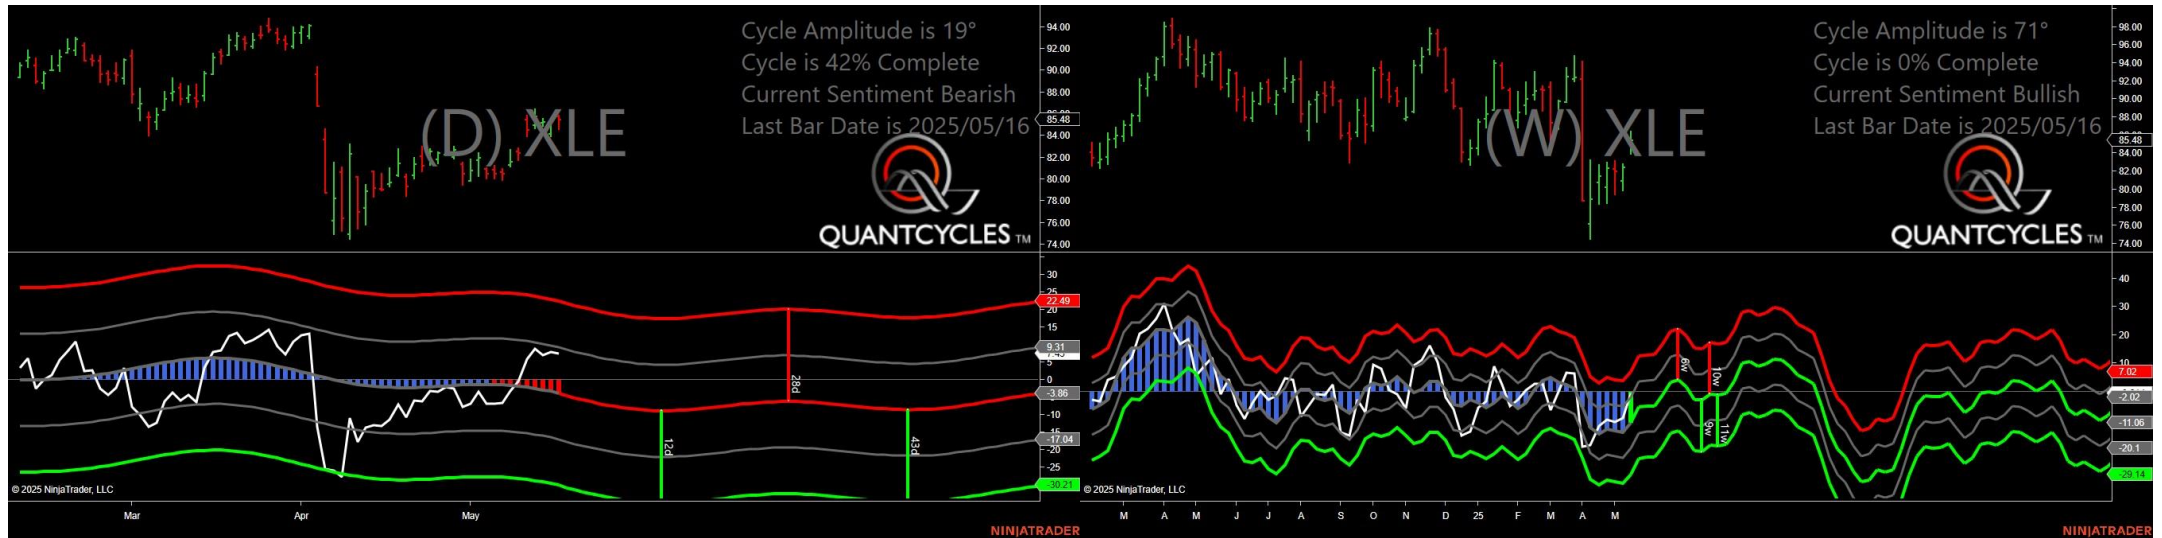 Cycle Amplitude is 19°
Cycle is 42% Complete
Current Sentiment Bearish
Last Bar Date is 2025/05/16
(D) XLE
QUANTCYCLES TM
94.00
92.00
90.00
88.00
85.48
84.00
82.00
80.00
78.00
76.00
74.00
30
25
22.49
20
15
9.31
7.43
5
0
-3.86
-10
-15
-17.04
-20
-25
-30.21
12d
28d
43d
© 2025 NinjaTrader, LLC
Mar Apr May
NINJATRADER
Cycle Amplitude is 71°
Cycle is 0% Complete
Current Sentiment Bullish
Last Bar Date is 2025/05/16
(W) XLE
QUANTCYCLES TM
98.00
96.00
94.00
92.00
90.00
88.00
85.48
84.00
82.00
80.00
78.00
76.00
74.00
40
30
20
10
7.02
-2.02
-11.06
-20.1
-29.14
6w
10w
9w
11w
© 2025 NinjaTrader, LLC
M A M J J A S O N D 25 F M A M
NINJATRADER